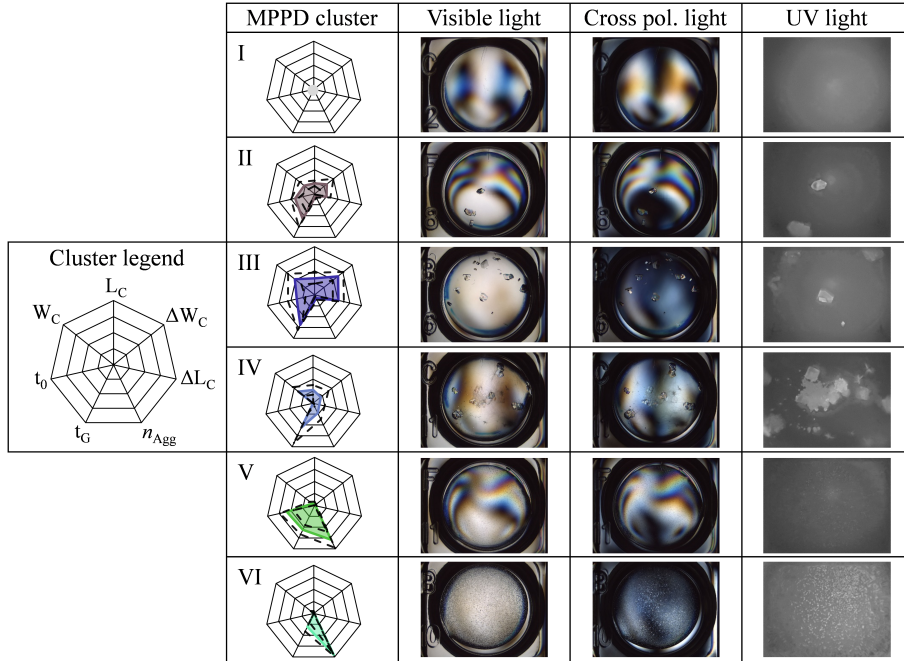 MPPD cluster Visible light Cross pol. light UV light
I
II
III
Cluster legend
L_C
W_C ΔW_C
t_0 ΔL_C
t_G n_Agg
IV
V
VI